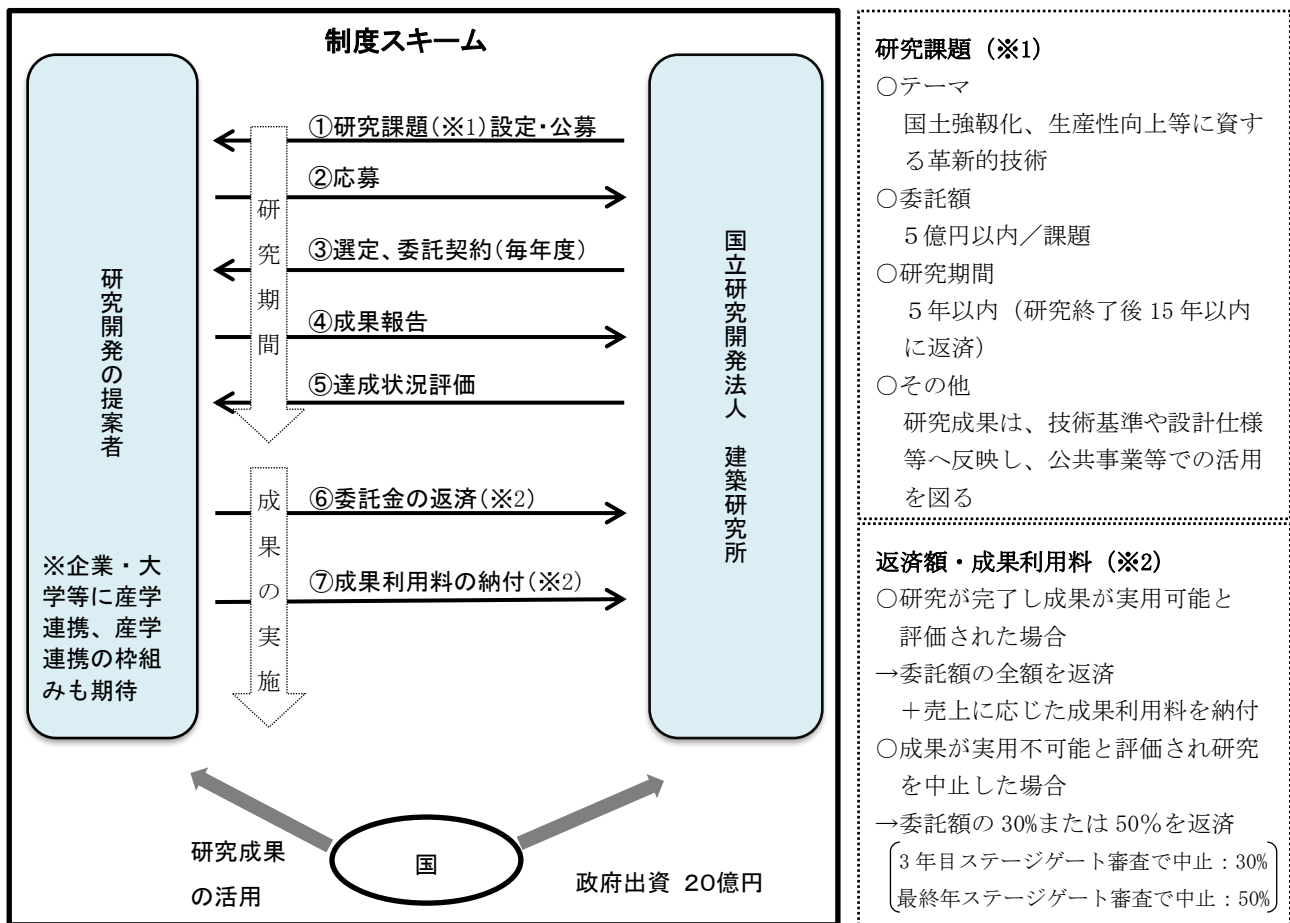 制度スキーム
①研究課題(※1)設定・公募
②応募
③選定、委託契約(毎年度)
④成果報告
⑤達成状況評価
⑥委託金の返済(※2)
⑦成果利用料の納付(※2)
研究期間
成果の実施
研究開発の提案者
※企業・大
学等に産学
連携、産学
連携の枠組
みも期待
国立研究開発法人 建築研究所
研究成果
の活用
国
政府出資 20億円
研究課題（※1）
○テーマ
国土強靱化、生産性向上等に資す
る革新的技術
○委託額
５億円以内／課題
○研究期間
５年以内（研究終了後 15 年以内
に返済）
○その他
研究成果は、技術基準や設計仕様
等へ反映し、公共事業等での活用
を図る
返済額・成果利用料（※2）
○研究が完了し成果が実用可能と
評価された場合
→委託額の全額を返済
＋売上に応じた成果利用料を納付
○成果が実用不可能と評価され研究
を中止した場合
→委託額の 30%または 50％を返済
3 年目ステージゲート審査で中止：30%
最終年ステージゲート審査で中止：50%